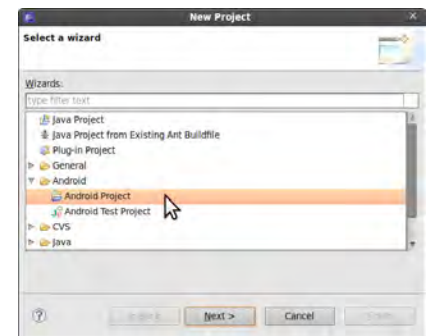 New Project
Select a wizard
Wizards:
type filter text
Java Project
Java Project from Existing Ant Buildfile
Plug-in Project
General
Android
Android Project
Android Test Project
CVS
Java
Next >
Cancel